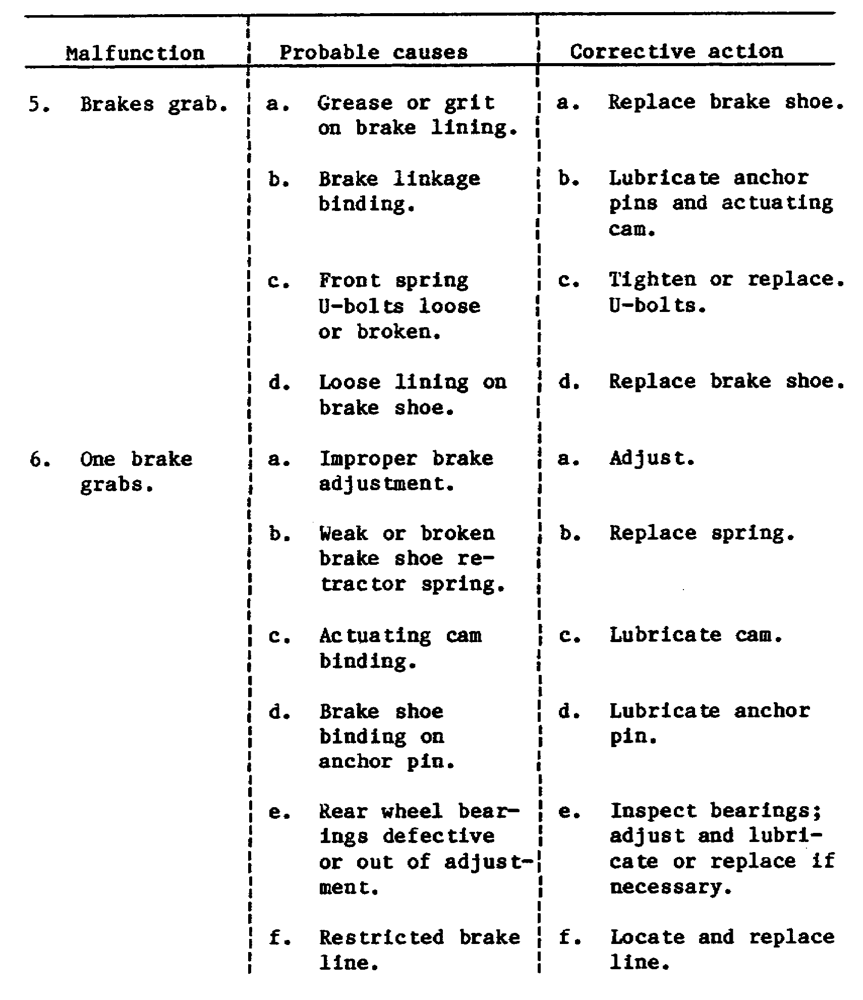 Malfunction
Probable causes
Corrective action
5. Brakes grab.
a. Grease or grit
on brake lining.
a. Replace brake shoe.
b. Brake linkage
binding.
b. Lubricate anchor
pins and actuating
cam.
c. Front spring
U-bolts loose
or broken.
c. Tighten or replace.
U-bolts.
d. Loose lining on
brake shoe.
d. Replace brake shoe.
6. One brake
grabs.
a. Improper brake
adjustment.
a. Adjust.
b. Weak or broken
brake shoe re-
tractor spring.
b. Replace spring.
c. Actuating cam
binding.
c. Lubricate cam.
d. Brake shoe
binding on
anchor pin.
d. Lubricate anchor
pin.
e. Rear wheel bear-
ings defective
or out of adjust-
ment.
e. Inspect bearings;
adjust and lubri-
cate or replace if
necessary.
f. Restricted brake
line.
f. Locate and replace
line.